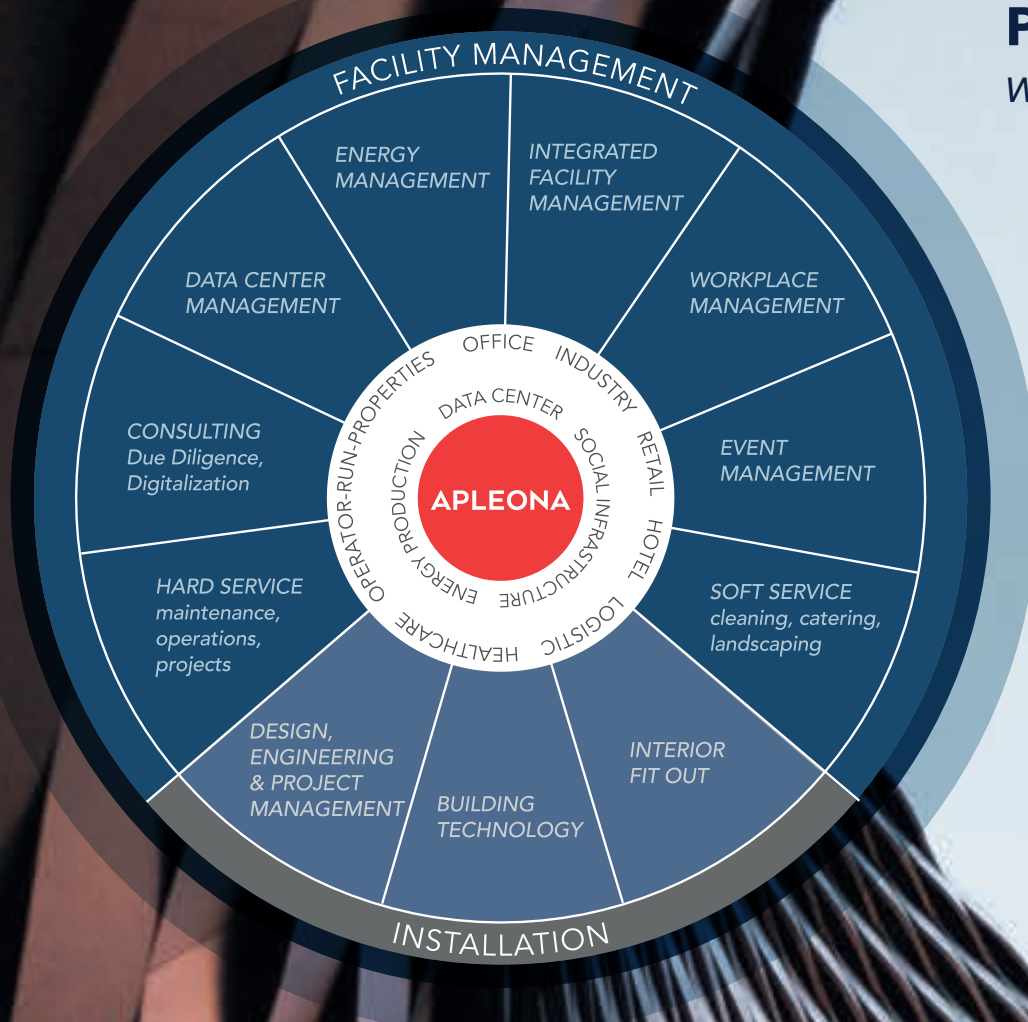 FACILITY MANAGEMENT
ENERGY
MANAGEMENT
INTEGRATED
FACILITY
MANAGEMENT
WORKPLACE
MANAGEMENT
EVENT
MANAGEMENT
SOFT SERVICE
cleaning, catering,
landscaping
INTERIOR
FIT OUT
BUILDING
TECHNOLOGY
DESIGN,
ENGINEERING
& PROJECT
MANAGEMENT
HARD SERVICE
maintenance,
operations,
projects
CONSULTING
Due Diligence,
Digitalization
DATA CENTER
MANAGEMENT
INSTALLATION
OFFICE
INDUSTRY
RETAIL
HOTEL
LOGISTIC
HEALTHCARE
OPERATOR-RUN-PROPERTIES
DATA CENTER
SOCIAL INFRASTRUCTURE
ENERGY PRODUCTION
APLEONA
P
W